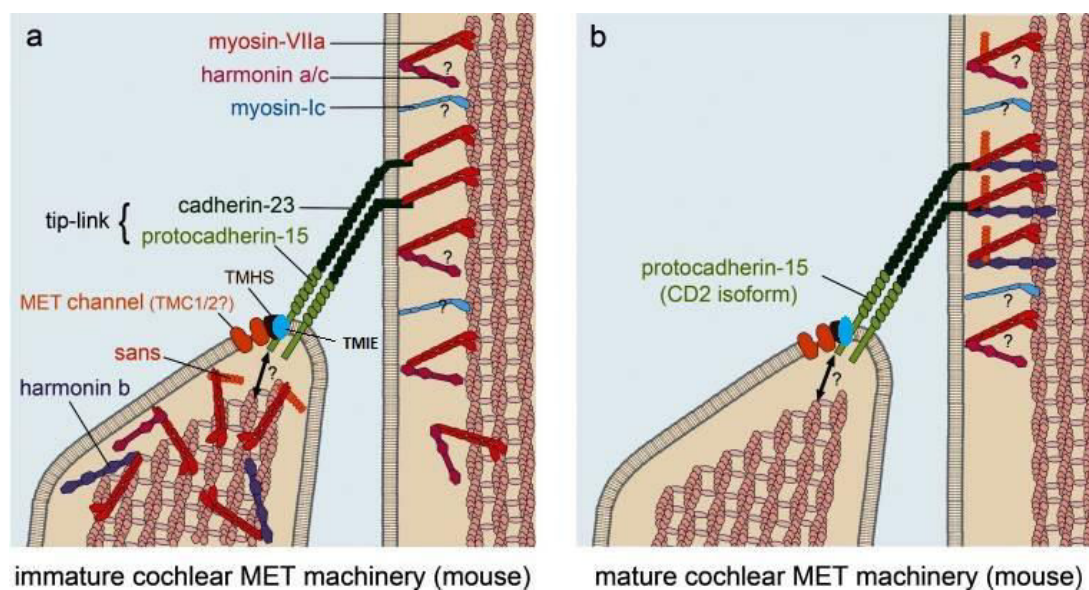 a
myosin-VIIa
harmonin a/c
myosin-Ic
tip-link {
cadherin-23
protocadherin-15
TMHS
MET channel (TMC1/2?)
TMIE
sans
harmonin b
?
?
?
?
?
immature cochlear MET machinery (mouse)
b
protocadherin-15
(CD2 isoform)
?
?
?
?
?
mature cochlear MET machinery (mouse)